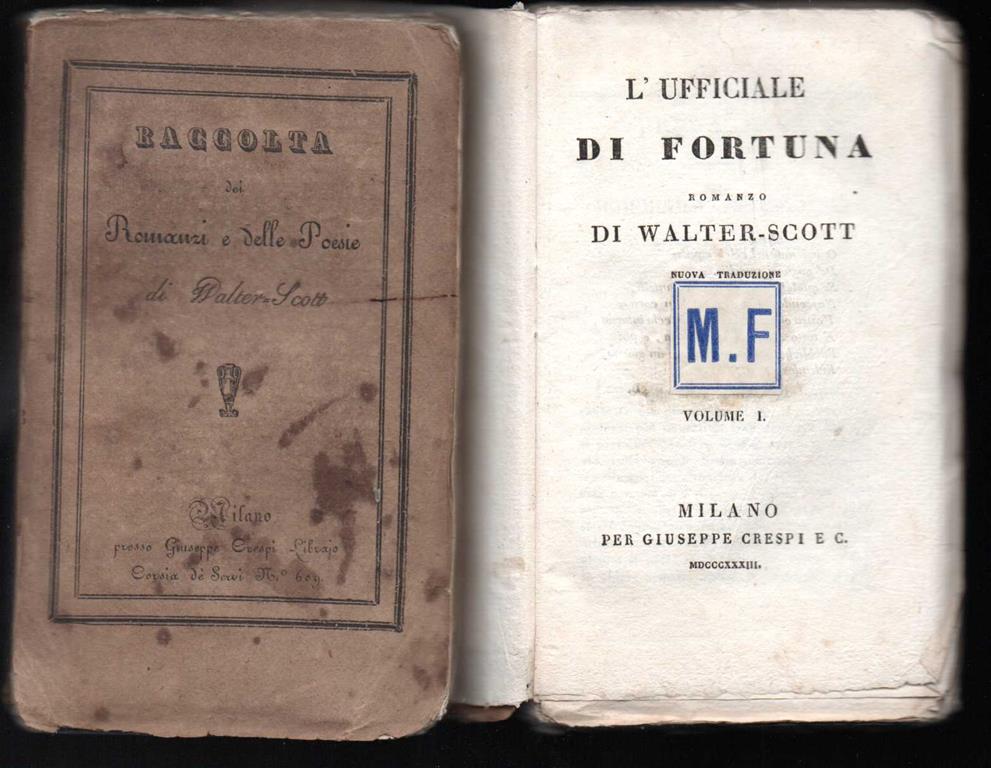 RACCOLTA
dei
Romanzi e delle Poesie
di Walter=Scott
Milano
presso Giuseppe Crespi Librajo
Corsia de' Servi N.º 609.
L' UFFICIALE
DI FORTUNA
ROMANZO
DI WALTER-SCOTT
NUOVA TRADUZIONE
M.F
VOLUME I.
MILANO
PER GIUSEPPE CRESPI E C.
MDCCCXXXIII.